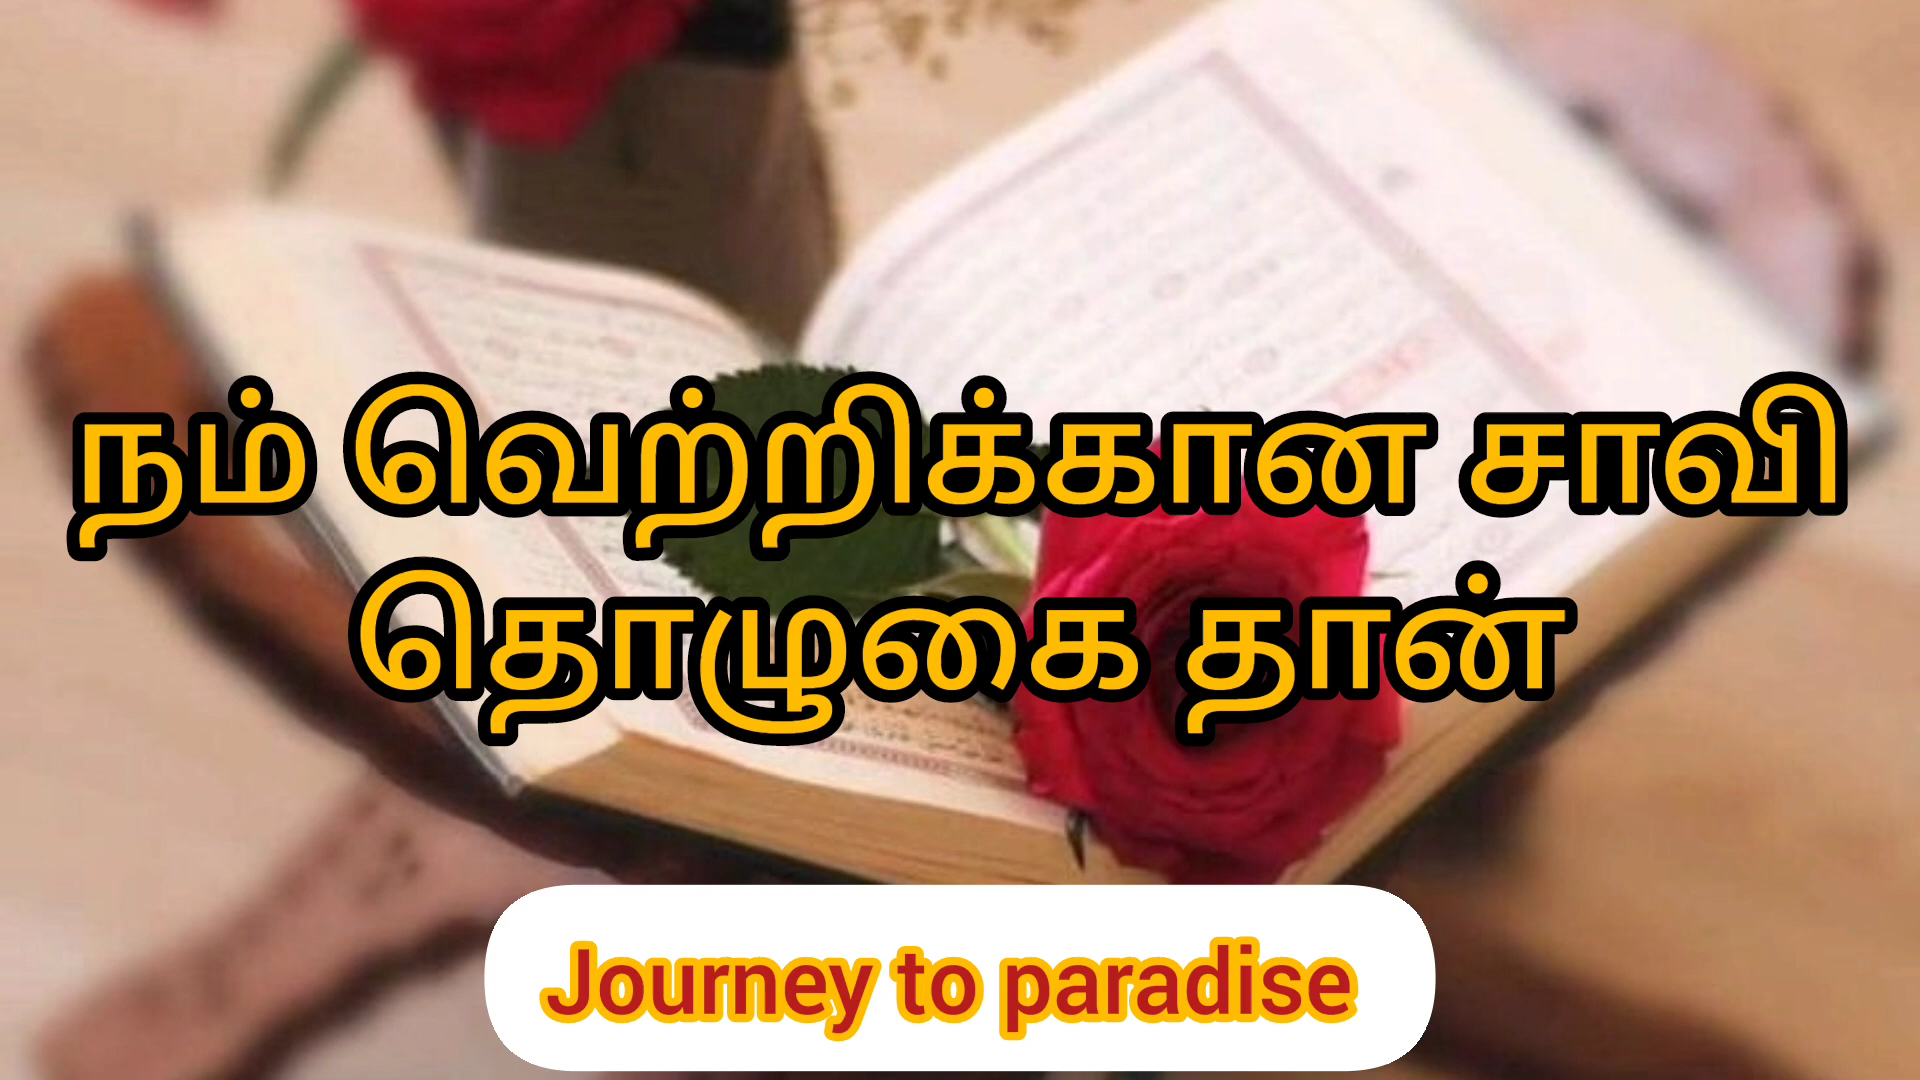 நம் வெற்றிக்கான சாவி
தொழுகை தான்
Journey to paradise